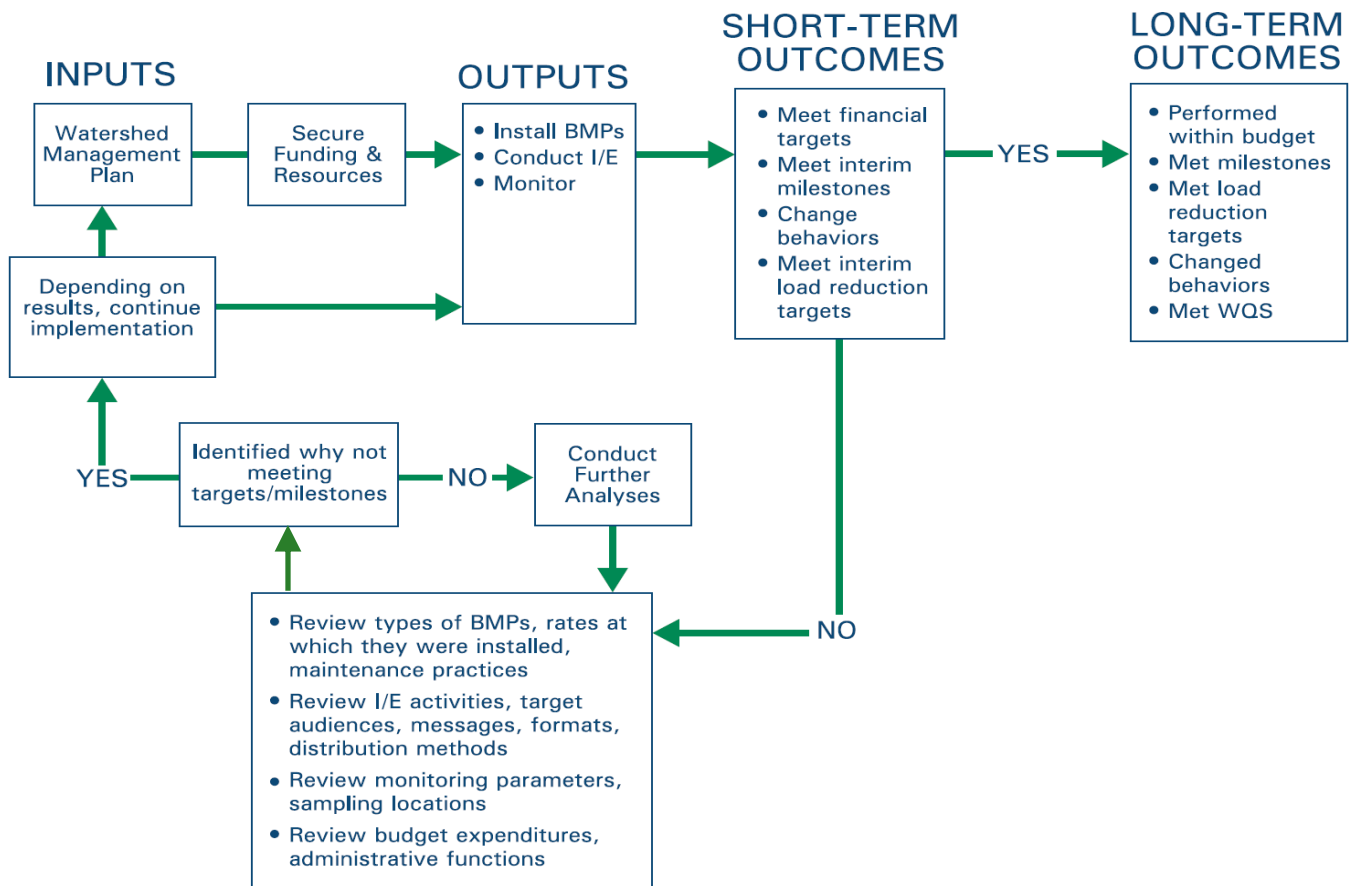 INPUTS
Watershed
Management
Plan
Secure
Funding &
Resources
OUTPUTS
• Install BMPs
• Conduct I/E
• Monitor
SHORT-TERM
OUTCOMES
• Meet financial
targets
• Meet interim
milestones
• Change
behaviors
• Meet interim
load reduction
targets
YES
LONG-TERM
OUTCOMES
• Performed
within budget
• Met milestones
• Met load
reduction
targets
• Changed
behaviors
• Met WQS
Depending on
results, continue
implementation
YES
Identified why not
meeting
targets/milestones
NO
Conduct
Further
Analyses
NO
• Review types of BMPs, rates at
which they were installed,
maintenance practices
• Review I/E activities, target
audiences, messages, formats,
distribution methods
• Review monitoring parameters,
sampling locations
• Review budget expenditures,
administrative functions